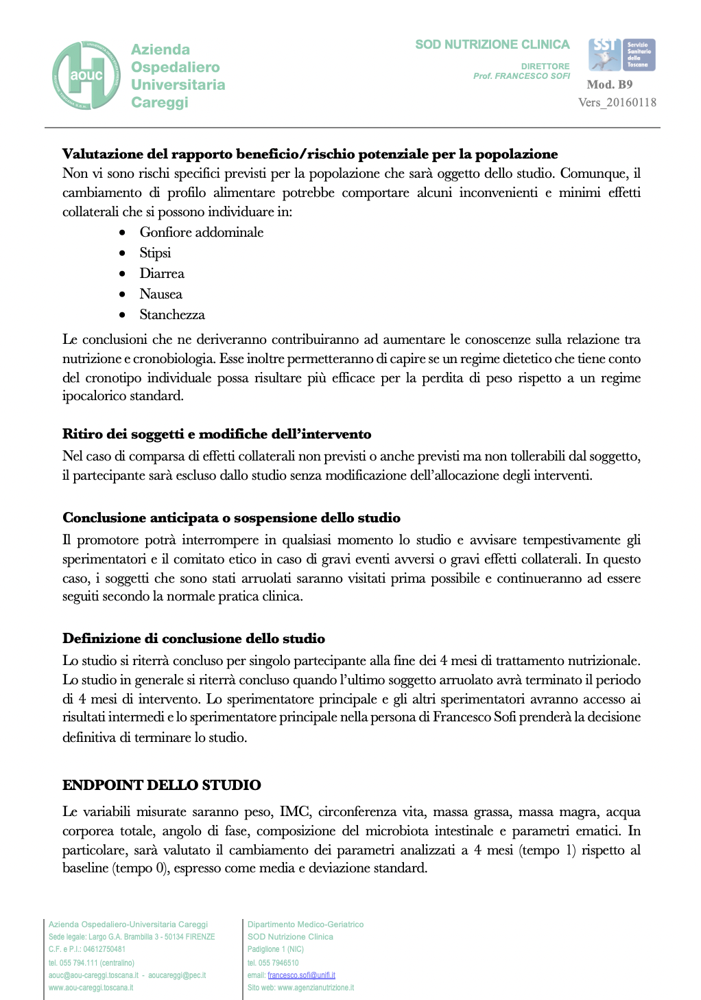 aouc
Azienda
Ospedaliero
Universitaria
Careggi
SOD NUTRIZIONE CLINICA
DIRETTORE
Prof. FRANCESCO SOFI
SST
Servizio
Sanitario
della
Toscana
Mod. B9
Vers_20160118
Valutazione del rapporto beneficio/rischio potenziale per la popolazione
Non vi sono rischi specifici previsti per la popolazione che sarà oggetto dello studio. Comunque, il
cambiamento di profilo alimentare potrebbe comportare alcuni inconvenienti e minimi effetti
collaterali che si possono individuare in:
• Gonfiore addominale
• Stipsi
• Diarrea
• Nausea
• Stanchezza
Le conclusioni che ne deriveranno contribuiranno ad aumentare le conoscenze sulla relazione tra
nutrizione e cronobiologia. Esse inoltre permetteranno di capire se un regime dietetico che tiene conto
del cronotipo individuale possa risultare più efficace per la perdita di peso rispetto a un regime
ipocalorico standard.
Ritiro dei soggetti e modifiche dell’intervento
Nel caso di comparsa di effetti collaterali non previsti o anche previsti ma non tollerabili dal soggetto,
il partecipante sarà escluso dallo studio senza modificazione dell’allocazione degli interventi.
Conclusione anticipata o sospensione dello studio
Il promotore potrà interrompere in qualsiasi momento lo studio e avvisare tempestivamente gli
sperimentatori e il comitato etico in caso di gravi eventi avversi o gravi effetti collaterali. In questo
caso, i soggetti che sono stati arruolati saranno visitati prima possibile e continueranno ad essere
seguiti secondo la normale pratica clinica.
Definizione di conclusione dello studio
Lo studio si riterrà concluso per singolo partecipante alla fine dei 4 mesi di trattamento nutrizionale.
Lo studio in generale si riterrà concluso quando l’ultimo soggetto arruolato avrà terminato il periodo
di 4 mesi di intervento. Lo sperimentatore principale e gli altri sperimentatori avranno accesso ai
risultati intermedi e lo sperimentatore principale nella persona di Francesco Sofi prenderà la decisione
definitiva di terminare lo studio.
ENDPOINT DELLO STUDIO
Le variabili misurate saranno peso, IMC, circonferenza vita, massa grassa, massa magra, acqua
corporea totale, angolo di fase, composizione del microbiota intestinale e parametri ematici. In
particolare, sarà valutato il cambiamento dei parametri analizzati a 4 mesi (tempo 1) rispetto al
baseline (tempo 0), espresso come media e deviazione standard.
Azienda Ospedaliero-Universitaria Careggi
Sede legale: Largo G.A. Brambilla 3 - 50134 FIRENZE
C.F. e P.I.: 04612750481
tel. 055 794.111 (centralino)
aouc@aou-careggi.toscana.it - aoucareggi@pec.it
www.aou-careggi.toscana.it
Dipartimento Medico-Geriatrico
SOD Nutrizione Clinica
Padiglione 1 (NIC)
tel. 055 7946510
email: francesco.sofi@unifi.it
Sito web: www.agenzianutrizione.it